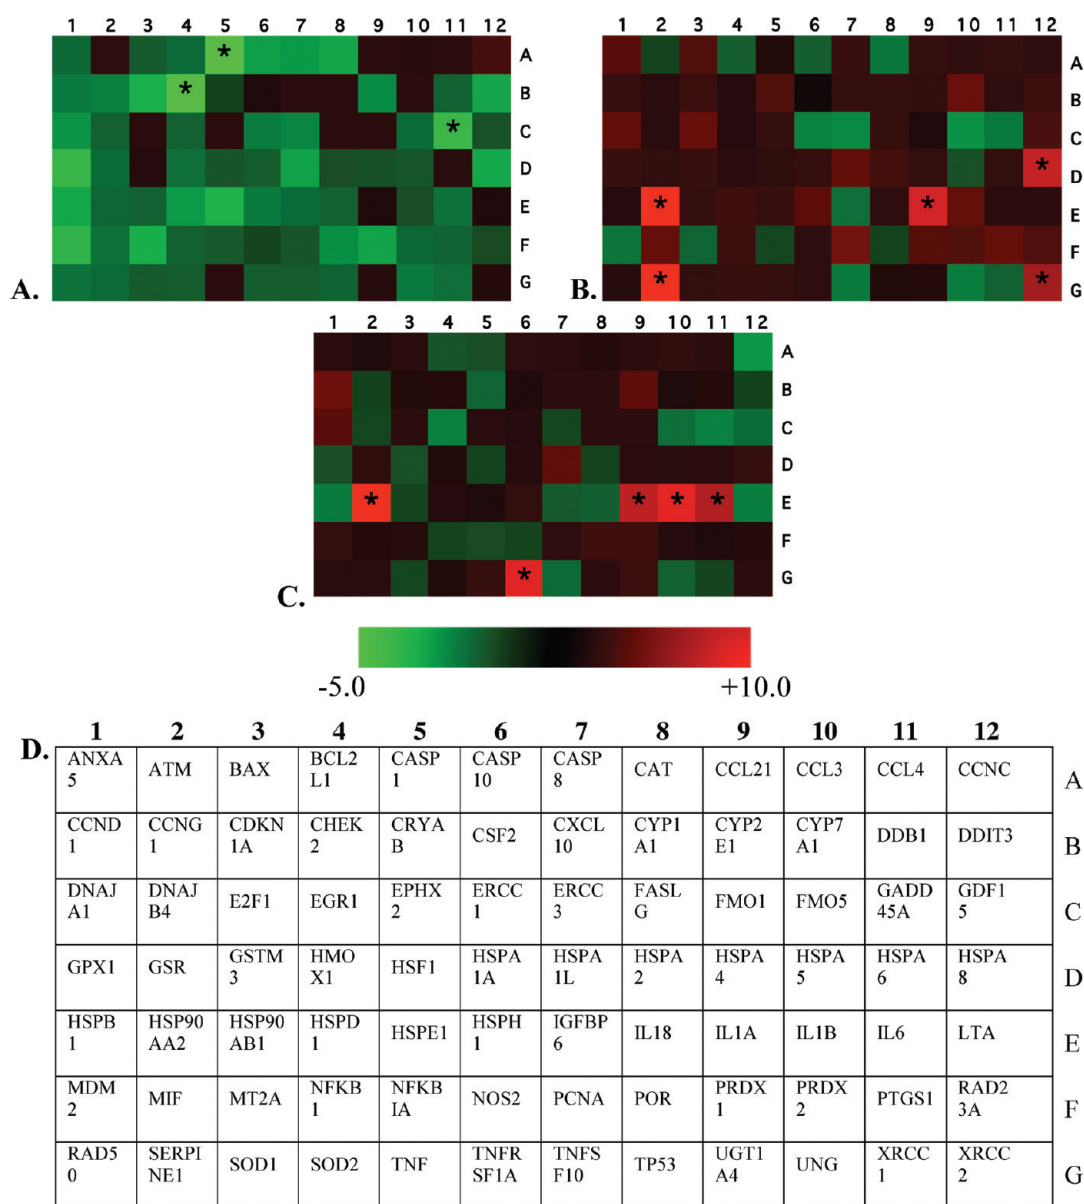 1 2 3 4 5 6 7 8 9 10 11 12
* A
* B
* C
D
E
F
A. G
1 2 3 4 5 6 7 8 9 10 11 12
A
B
C
* D
* * E
F
B. * * G
1 2 3 4 5 6 7 8 9 10 11 12
A
B
C
D
* * * * E
F
C. * G
-5.0 +10.0
D. 1 2 3 4 5 6 7 8 9 10 11 12
ANXA BCL2 CASP CASP CASP
5 ATM BAX L1 1 10 8 CAT CCL21 CCL3 CCL4 CCNC A
CCND CCNG CDKN CHEK CRYA CXCL CYP1 CYP2 CYP7
1 1 1A 2 B CSF2 10 A1 E1 A1 DDB1 DDIT3 B
DNAJ DNAJ EPHX ERCC ERCC FASL GADD GDF1
A1 B4 E2F1 EGR1 2 1 3 G FMO1 FMO5 45A 5 C
GSTM HMO HSPA HSPA HSPA HSPA HSPA HSPA HSPA
GPX1 GSR 3 X1 HSF1 1A 1L 2 4 5 6 8 D
HSPB HSP90 HSP90 HSPD HSPH IGFBP
1 AA2 AB1 1 HSPE1 1 6 IL18 IL1A IL1B IL6 LTA E
MDM NFKB NFKB PRDX PRDX RAD2
2 MIF MT2A 1 IA NOS2 PCNA POR 1 2 PTGS1 3A F
RAD5 SERPI TNFR TNFS UGT1 XRCC XRCC
0 NE1 SOD1 SOD2 TNF SF1A F10 TP53 A4 UNG 1 2 G